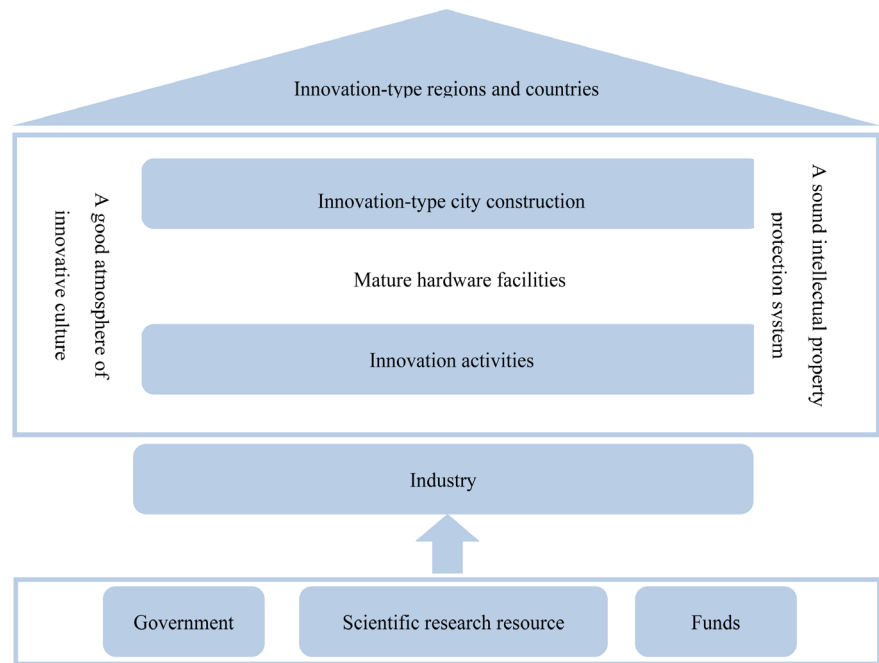 Innovation-type regions and countries
Innovation-type city construction
A good atmosphere of
innovative culture
Mature hardware facilities
A sound intellectual property
protection system
Innovation activities
Industry
Government
Scientific research resource
Funds